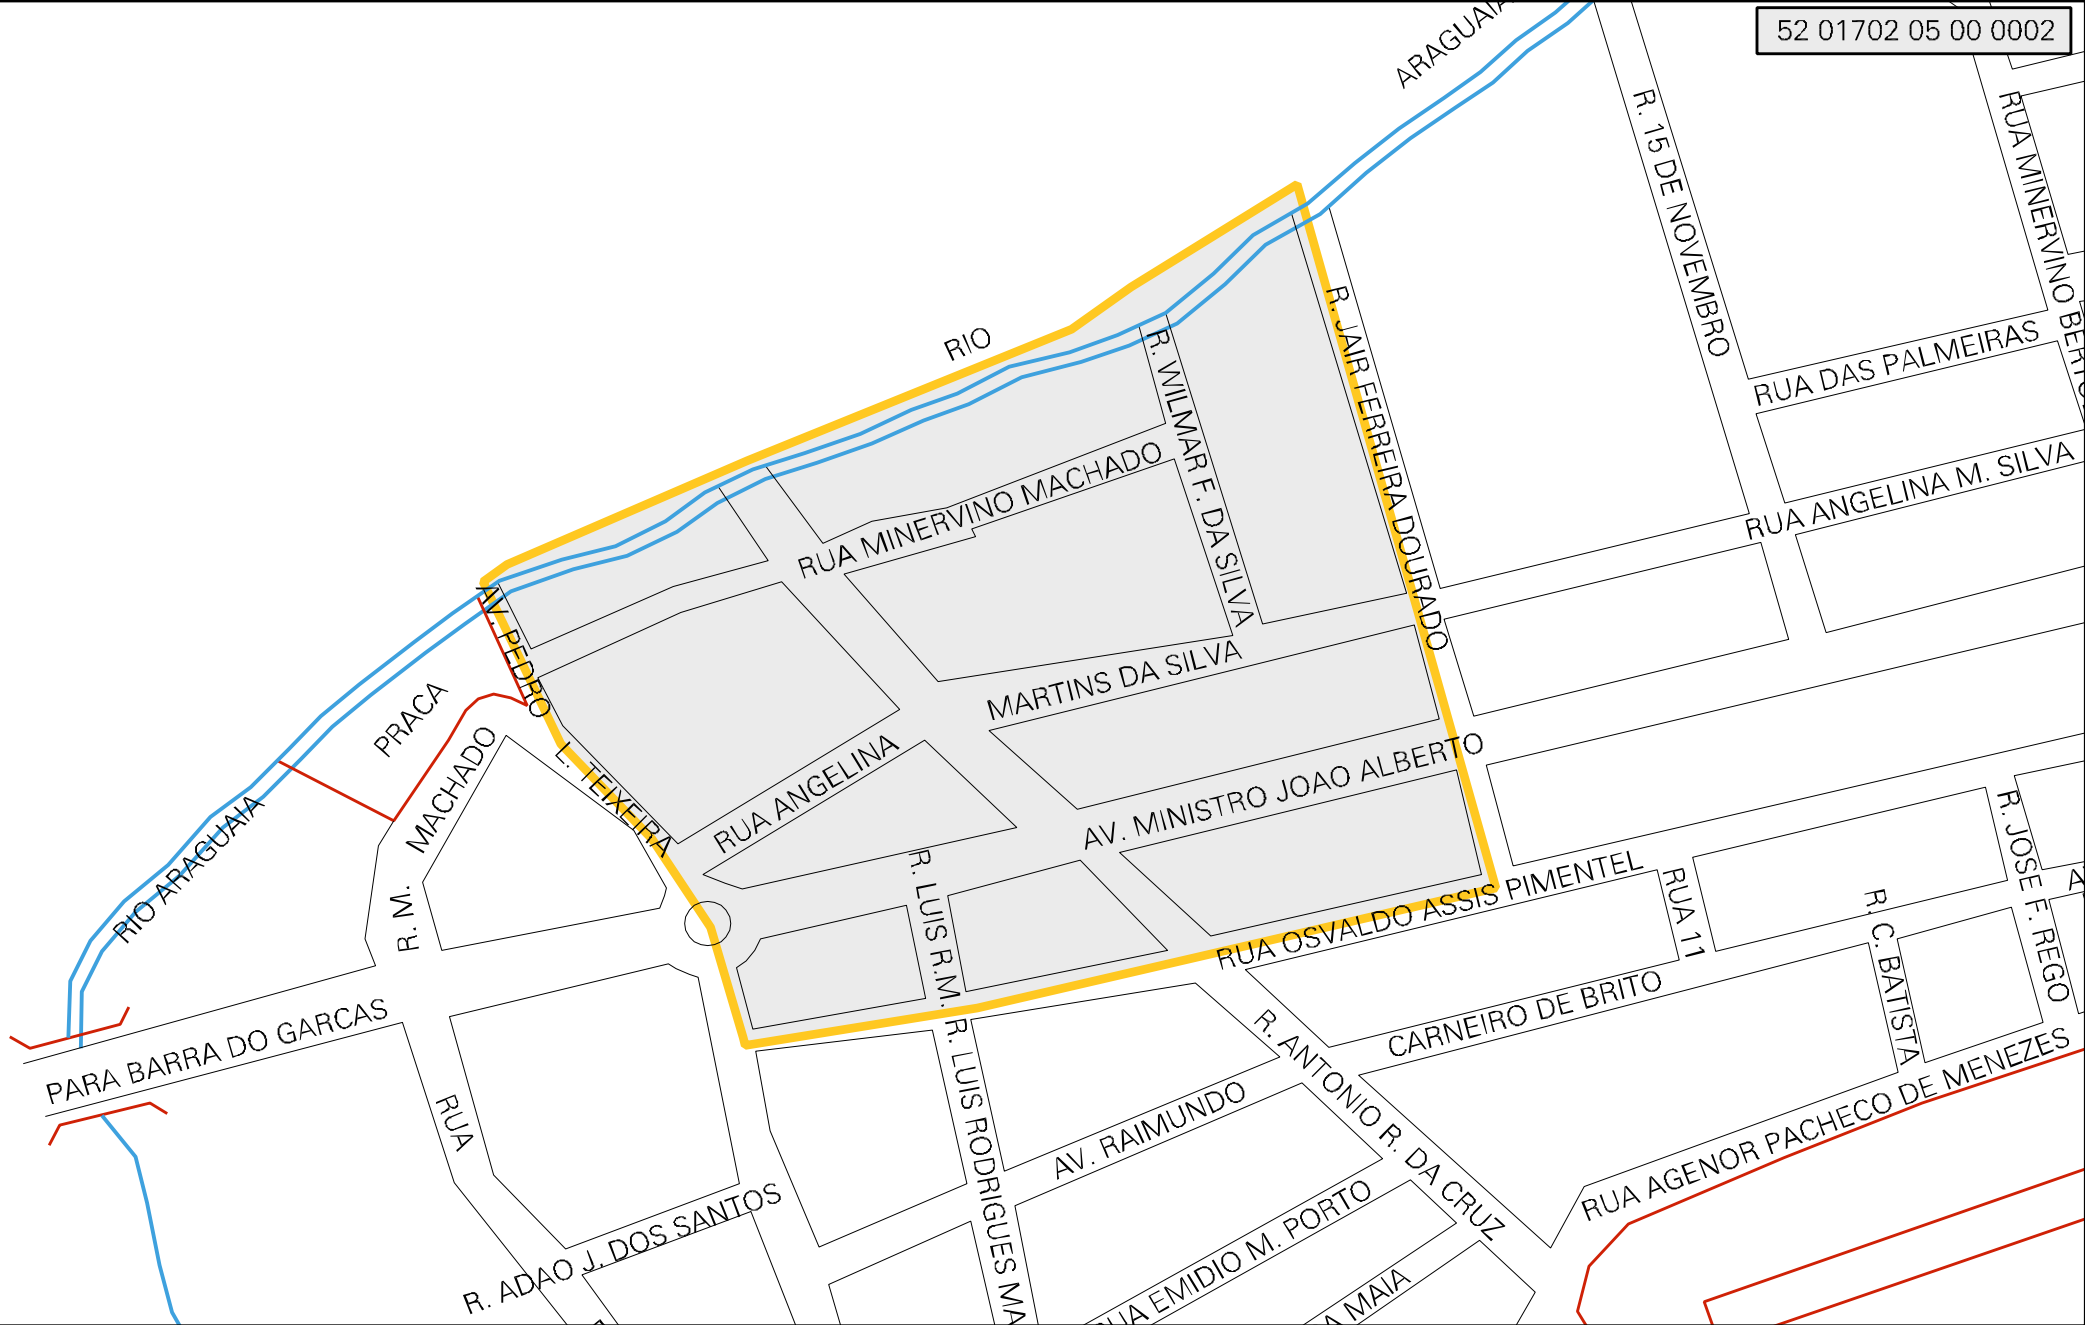 52 01702 05 00 0002
ARAGUAIA
R. 15 DE NOVEMBRO
RUA MINERVINO
RIO
R. WILMAR F. DA SILVA
R. JAIR FERREIRA DOURADO
RUA DAS PALMEIRAS
RUA MINERVINO MACHADO
RUA ANGELINA M. SILVA
AV. PEDRO
L. TEIXEIRA
MARTINS DA SILVA
PRACA
MACHADO
R. M.
RUA ANGELINA
AV. MINISTRO JOAO ALBERTO
RIO ARAGUAIA
R. LUIS R.M.
RUA OSVALDO ASSIS PIMENTEL
RUA 11
R. JOSE F. REGO
R. C. BATISTA
A
PARA BARRA DO GARCAS
CARNEIRO DE BRITO
R. ANTONIO R. DA CRUZ
R. LUIS RODRIGUES MA
RUA
AV. RAIMUNDO
RUA AGENOR PACHECO DE MENEZES
R. ADAO J. DOS SANTOS
UA EMIDIO M. PORTO
A MAIA